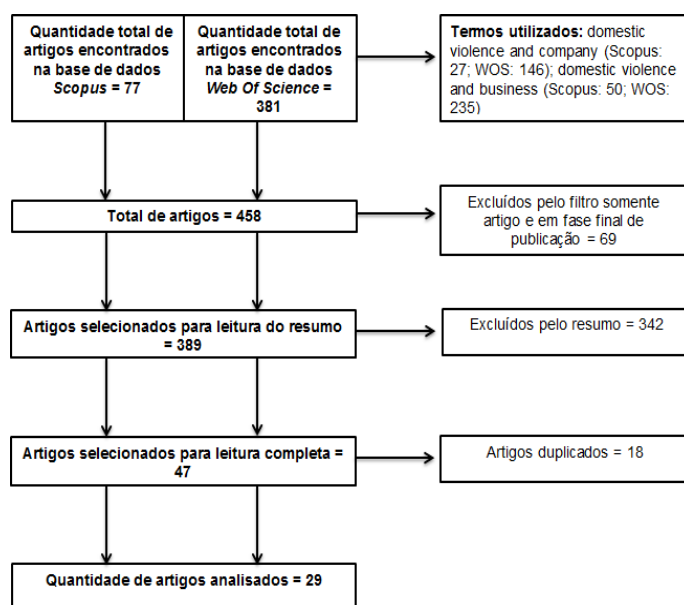 Quantidade total de
artigos encontrados
na base de dados
Scopus = 77
Quantidade total de
artigos encontrados
na base de dados
Web Of Science =
381
Termos utilizados: domestic
violence and company (Scopus:
27; WOS: 146); domestic violence
and business (Scopus: 50; WOS:
235)
Total de artigos = 458
Excluídos pelo filtro somente
artigo e em fase final de
publicação = 69
Artigos selecionados para leitura do resumo
= 389
Excluídos pelo resumo = 342
Artigos selecionados para leitura completa =
47
Artigos duplicados = 18
Quantidade de artigos analisados = 29